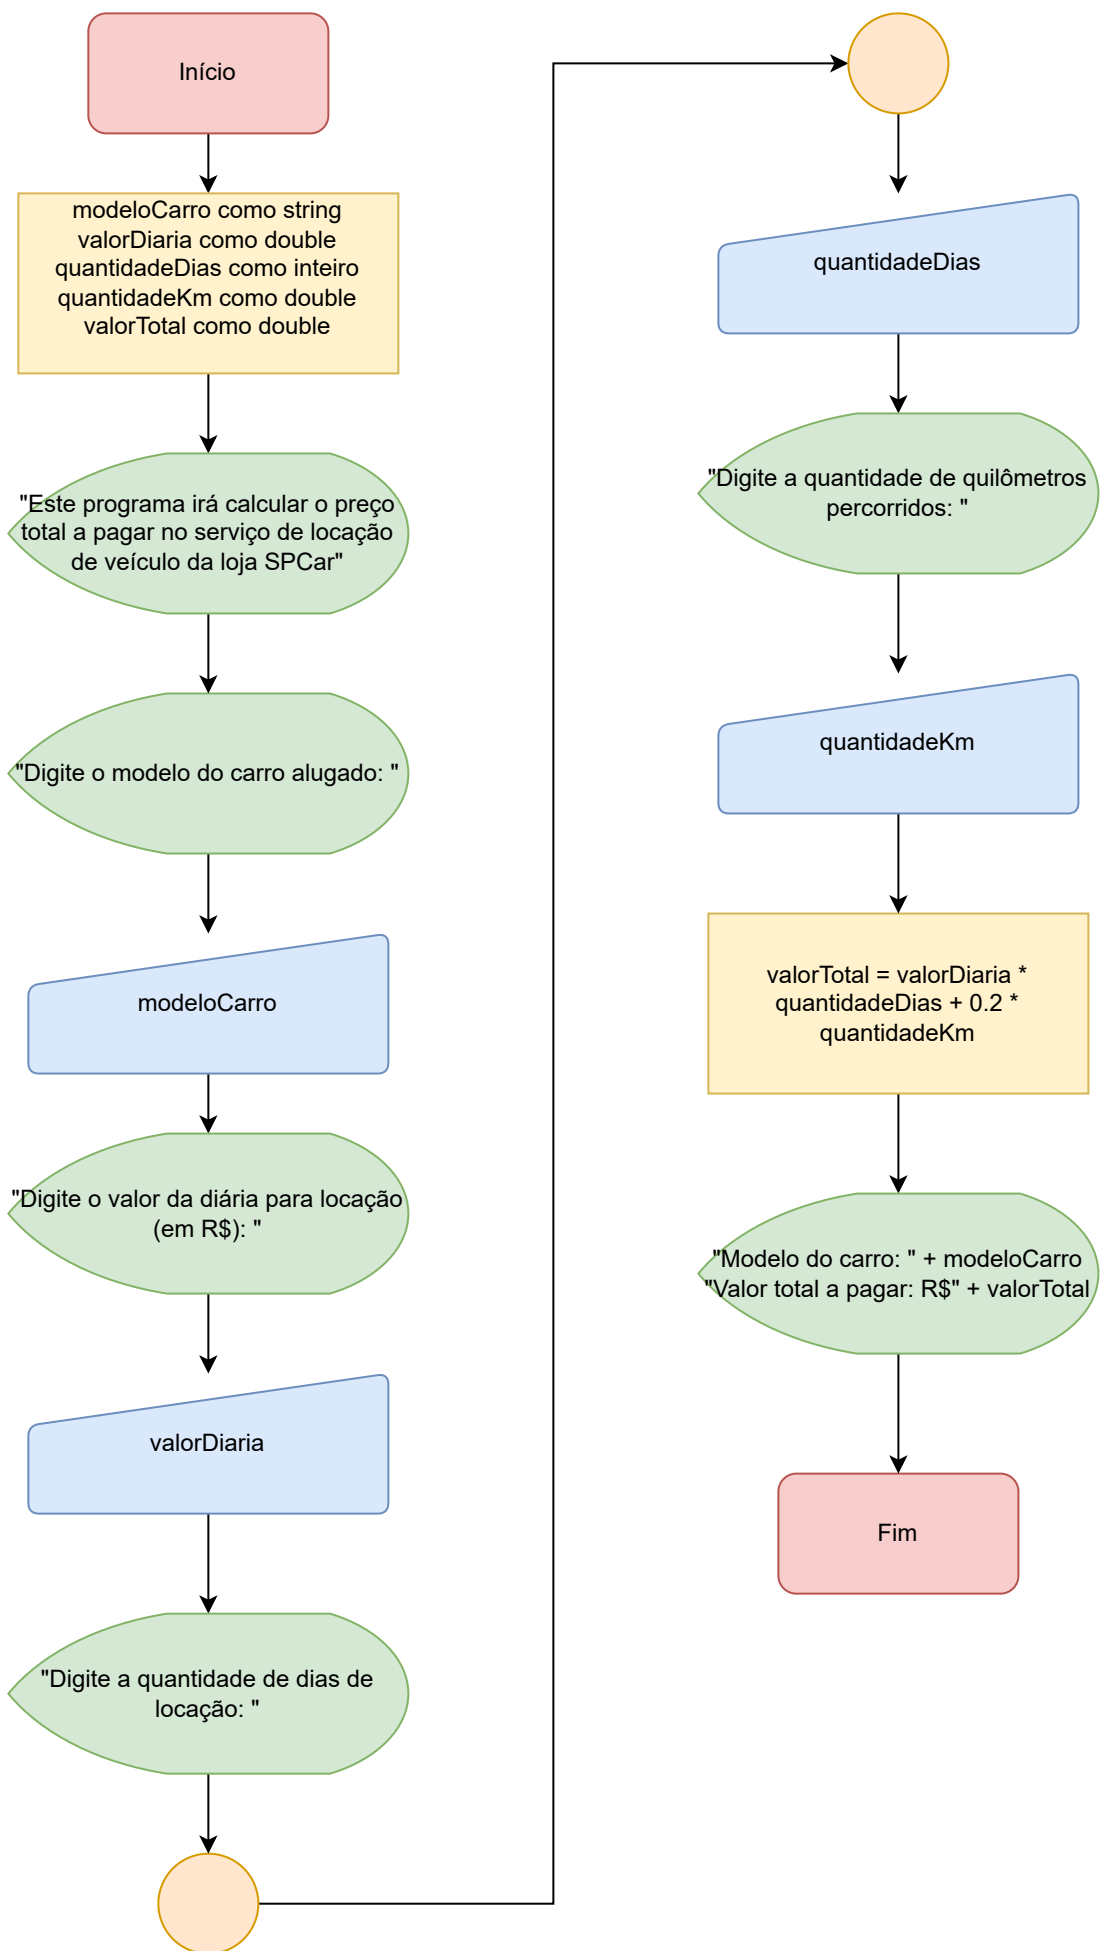 Início
modeloCarro como string
valorDiaria como double
quantidadeDias como inteiro
quantidadeKm como double
valorTotal como double
"Este programa irá calcular o preço
total a pagar no serviço de locação
de veículo da loja SPCar"
"Digite o modelo do carro alugado: "
modeloCarro
"Digite o valor da diária para locação
(em R$): "
valorDiaria
"Digite a quantidade de dias de
locação: "
quantidadeDias
"Digite a quantidade de quilômetros
percorridos: "
quantidadeKm
valorTotal = valorDiaria *
quantidadeDias + 0.2 *
quantidadeKm
"Modelo do carro: " + modeloCarro
"Valor total a pagar: R$" + valorTotal
Fim